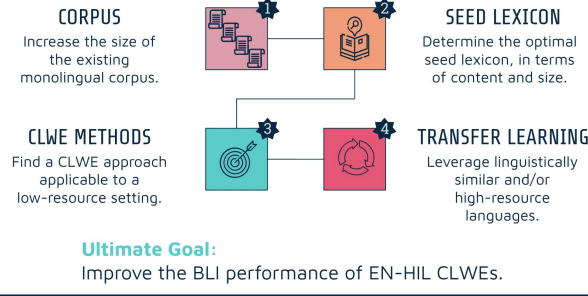 1
CORPUS
Increase the size of
the existing
monolingual corpus.
2
SEED LEXICON
Determine the optimal
seed lexicon, in terms
of content and size.
3
CLWE METHODS
Find a CLWE approach
applicable to a
low-resource setting.
4
TRANSFER LEARNING
Leverage linguistically
similar and/or
high-resource
languages.
Ultimate Goal:
Improve the BLI performance of EN-HIL CLWEs.